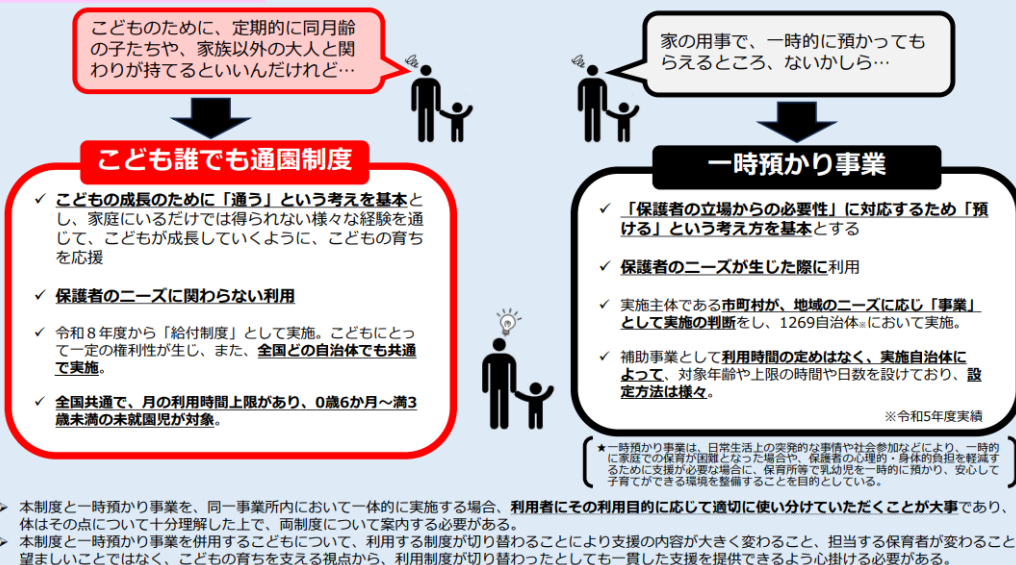 こどものために、定期的に同月齢
の子たちや、家族以外の大人と関
わりが持てるといいんだけれど…
家の用事で、一時的に預かっても
らえるところ、ないかしら…
こども誰でも通園制度
✓ こどもの成長のために「通う」という考えを基本と
し、家庭にいるだけでは得られない様々な経験を通
じて、こどもが成長していくように、こどもの育ち
を応援
✓ 保護者のニーズに関わらない利用
✓ 令和８年度から「給付制度」として実施。こどもにとっ
て一定の権利性が生じ、また、全国どの自治体でも共通
で実施。
✓ 全国共通で、月の利用時間上限があり、0歳6か月～満3
歳未満の未就園児が対象。
一時預かり事業
✓ 「保護者の立場からの必要性」に対応するため「預
ける」という考え方を基本とする
✓ 保護者のニーズが生じた際に利用
✓ 実施主体である市町村が、地域のニーズに応じ「事業」
として実施の判断をし、1269自治体※において実施。
✓ 補助事業として利用時間の定めはなく、実施自治体に
よって、対象年齢や上限の時間や日数を設けており、設
定方法は様々。
※令和5年度実績
★一時預かり事業は、日常生活上の突発的な事情や社会参加などにより、一時的
に家庭での保育が困難となった場合や、保護者の心理的・身体的負担を軽減す
るために支援が必要な場合に、保育所等で乳幼児を一時的に預かり、安心して
子育てができる環境を整備することを目的としている。
➢ 本制度と一時預かり事業を、同一事業所内において一体的に実施する場合、利用者にその利用目的に応じて適切に使い分けていただくことが大事であり、
体はその点について十分理解した上で、両制度について案内する必要がある。
➢ 本制度と一時預かり事業を併用するこどもについて、利用する制度が切り替わることにより支援の内容が大きく変わること、担当する保育者が変わること
望ましいことではなく、こどもの育ちを支える視点から、利用制度が切り替わったとしても一貫した支援を提供できるよう心掛ける必要がある。